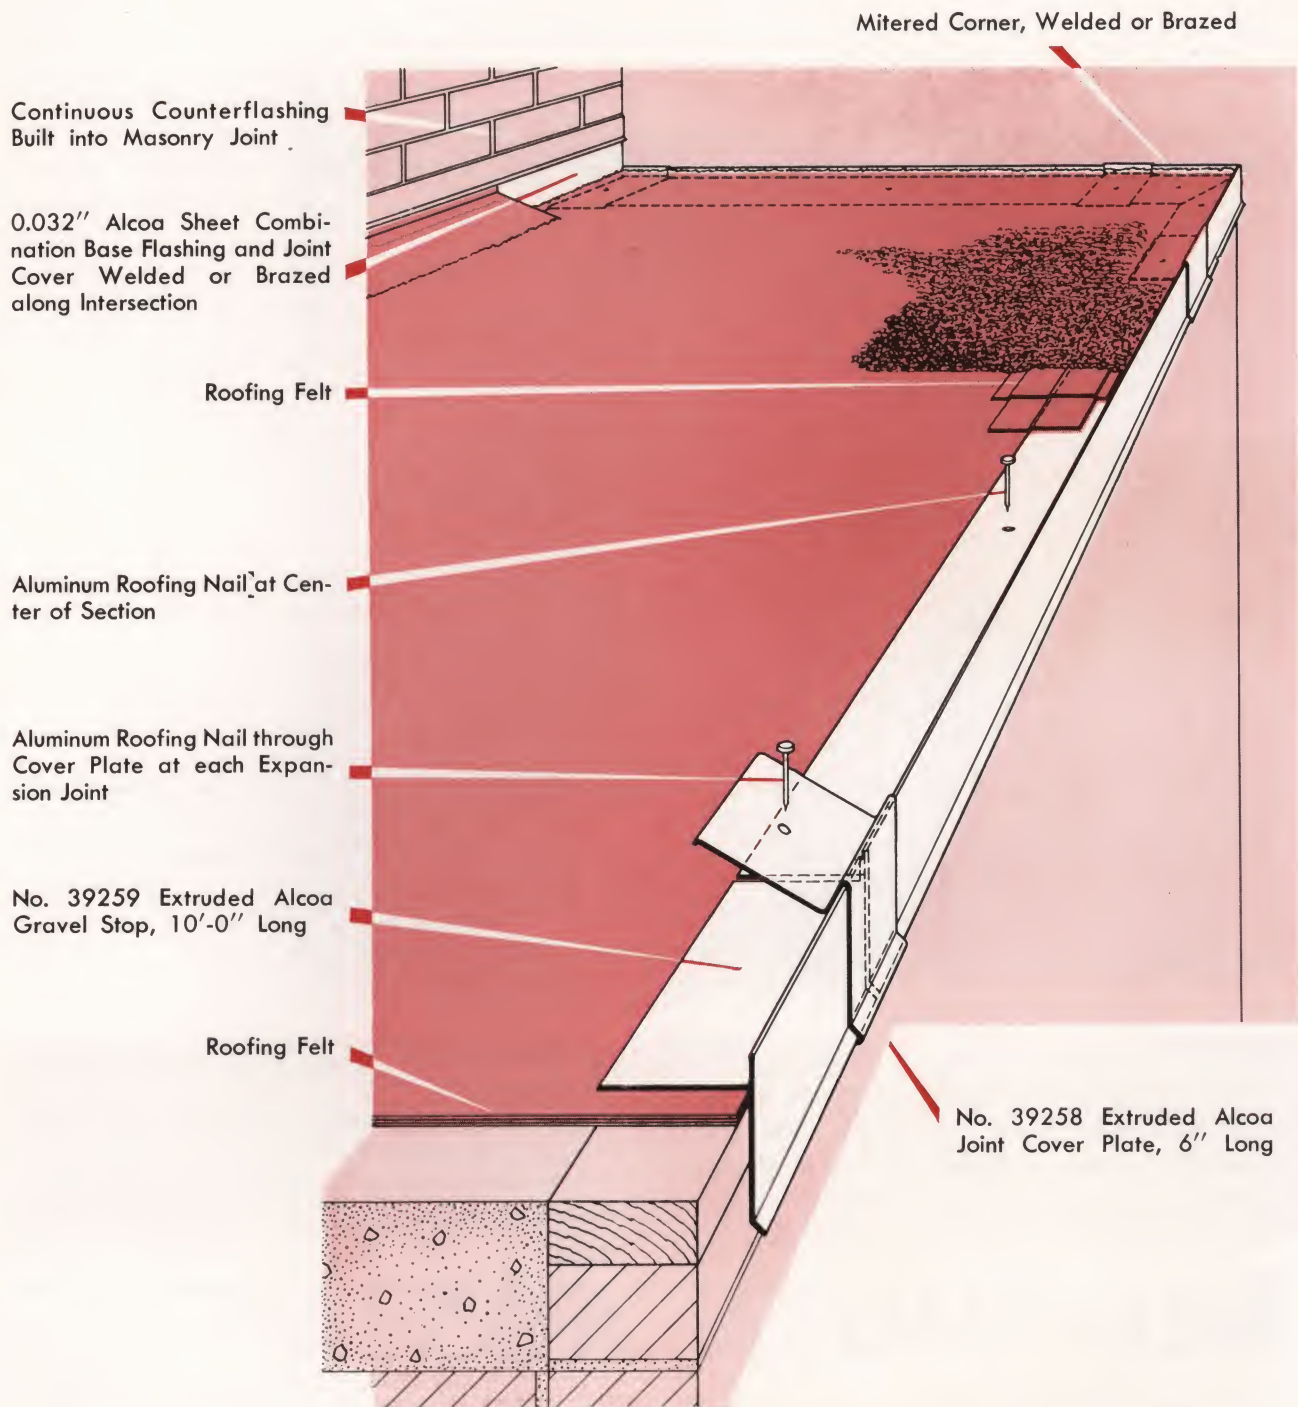 Mitered Corner, Welded or Brazed
Continuous Counterflashing
Built into Masonry Joint
0.032″ Alcoa Sheet Combi-
nation Base Flashing and Joint
Cover Welded or Brazed
along Intersection
Roofing Felt
Aluminum Roofing Nail at Cen-
ter of Section
Aluminum Roofing Nail through
Cover Plate at each Expan-
sion Joint
No. 39259 Extruded Alcoa
Gravel Stop, 10′-0″ Long
Roofing Felt
No. 39258 Extruded Alcoa
Joint Cover Plate, 6″ Long